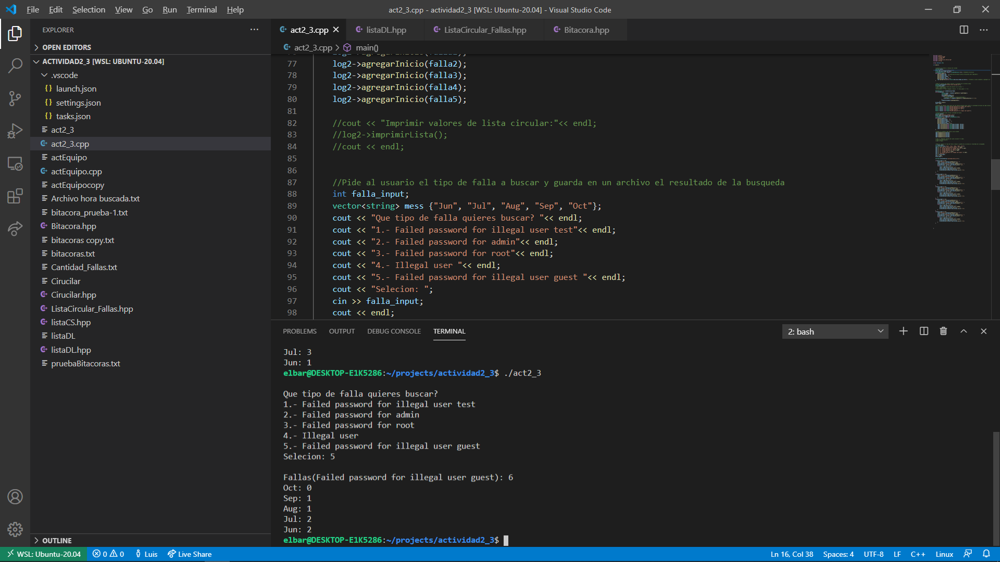 File Edit Selection View Go Run Terminal Help
act2_3.cpp - actividad2_3 [WSL: Ubuntu-20.04] - Visual Studio Code
EXPLORER
OPEN EDITORS
ACTIVIDAD2_3 [WSL: UBUNTU-20.04]
.vscode
launch.json
settings.json
tasks.json
act2_3
act2_3.cpp
actEquipo
actEquipo.cpp
actEquipocopy
Archivo hora buscada.txt
bitacora_prueba-1.txt
Bitacora.hpp
bitacoras copy.txt
bitacoras.txt
Cantidad_Fallas.txt
Cirucilar
Cirucilar.hpp
ListaCircular_Fallas.hpp
listaCS.hpp
listaDL
listaDL.hpp
pruebaBitacoras.txt
OUTLINE
act2_3.cpp listaDL.hpp ListaCircular_Fallas.hpp Bitacora.hpp
act2_3.cpp > main()
77 log2->agregarInicio(falla2);
78 log2->agregarInicio(falla3);
79 log2->agregarInicio(falla4);
80 log2->agregarInicio(falla5);
81
82 //cout << "Imprimir valores de lista circular:"<< endl;
83 //log2->imprimirLista();
84 //cout << endl;
85
86
87 //Pide al usuario el tipo de falla a buscar y guarda en un archivo el resultado de la busqueda
88 int falla_input;
89 vector<string> mess {"Jun", "Jul", "Aug", "Sep", "Oct"};
90 cout << "Que tipo de falla quieres buscar? "<< endl;
91 cout << "1.- Failed password for illegal user test"<< endl;
92 cout << "2.- Failed password for admin"<< endl;
93 cout << "3.- Failed password for root"<< endl;
94 cout << "4.- Illegal user "<< endl;
95 cout << "5.- Failed password for illegal user guest "<< endl;
96 cout << "Selecion: ";
97 cin >> falla_input;
98 cout << endl;
PROBLEMS OUTPUT DEBUG CONSOLE TERMINAL
2: bash
Jul: 3
Jun: 1
elbar@DESKTOP-E1K5286:~/projects/actividad2_3$ ./act2_3
Que tipo de falla quieres buscar?
1.- Failed password for illegal user test
2.- Failed password for admin
3.- Failed password for root
4.- Illegal user
5.- Failed password for illegal user guest
Selecion: 5
Fallas(Failed password for illegal user guest): 6
Oct: 0
Sep: 1
Aug: 1
Jul: 2
Jun: 2
elbar@DESKTOP-E1K5286:~/projects/actividad2_3$
WSL: Ubuntu-20.04 0 0 Luis Live Share
Ln 16, Col 38 Spaces: 4 UTF-8 LF C++ Linux